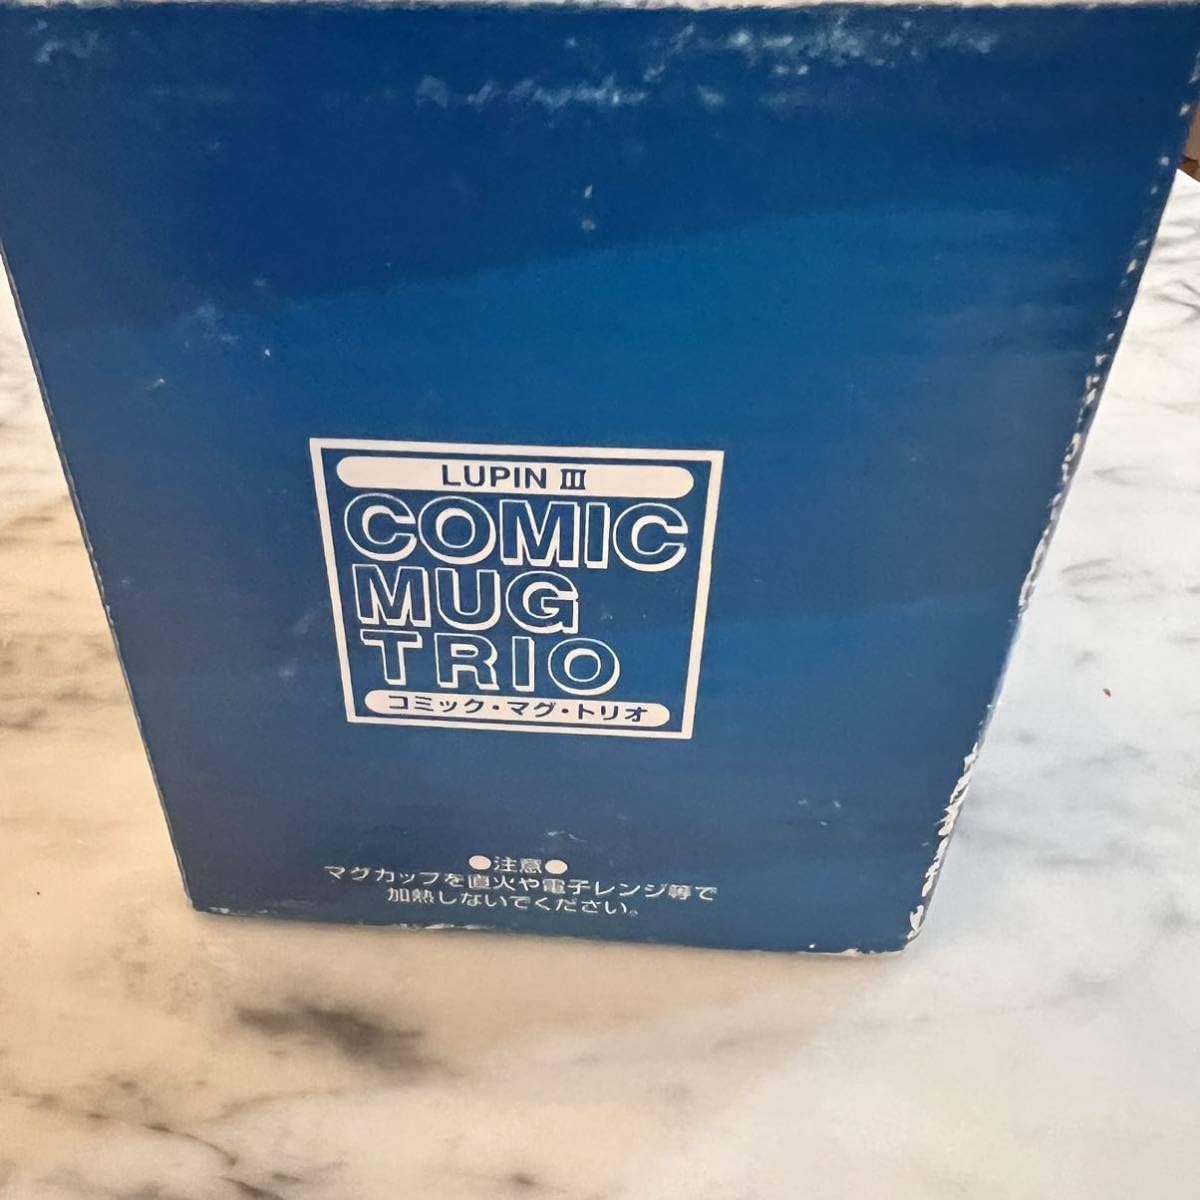 LUPIN III
COMIC
MUG
TRIO
コミック・マグ・トリオ
●注意●
マグカップを直火や電子レンジ等で
加熱しないでください。